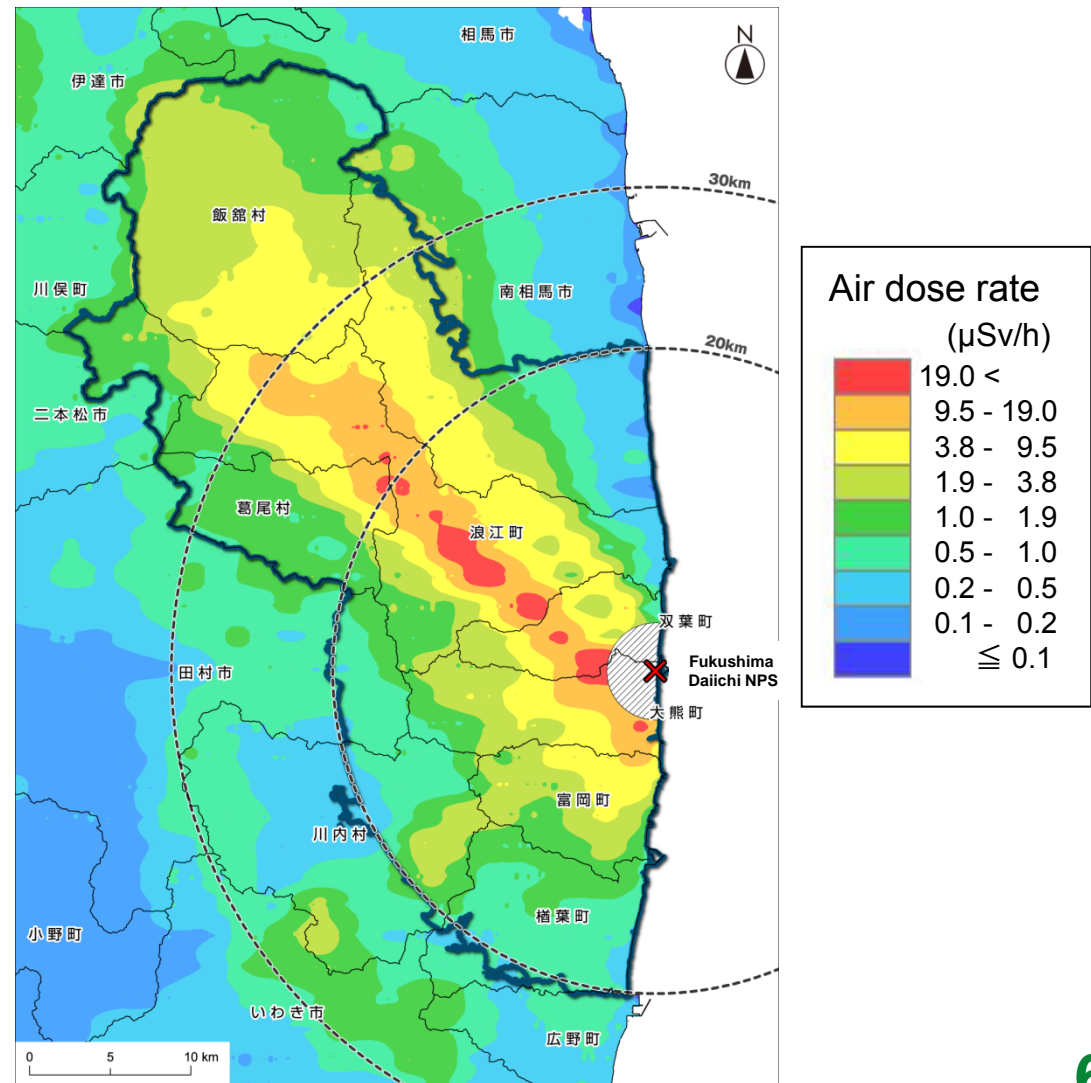 相馬市
N
伊達市
30km
飯舘村
川俣町
南相馬市
20km
二本松市
葛尾村
浪江町
双葉町
田村市
Fukushima
Daiichi NPS
大熊町
富岡町
川内村
楢葉町
小野町
いわき市
広野町
0 5 10 km
Air dose rate
(μSv/h)
19.0 <
9.5 - 19.0
3.8 - 9.5
1.9 - 3.8
1.0 - 1.9
0.5 - 1.0
0.2 - 0.5
0.1 - 0.2
≦ 0.1